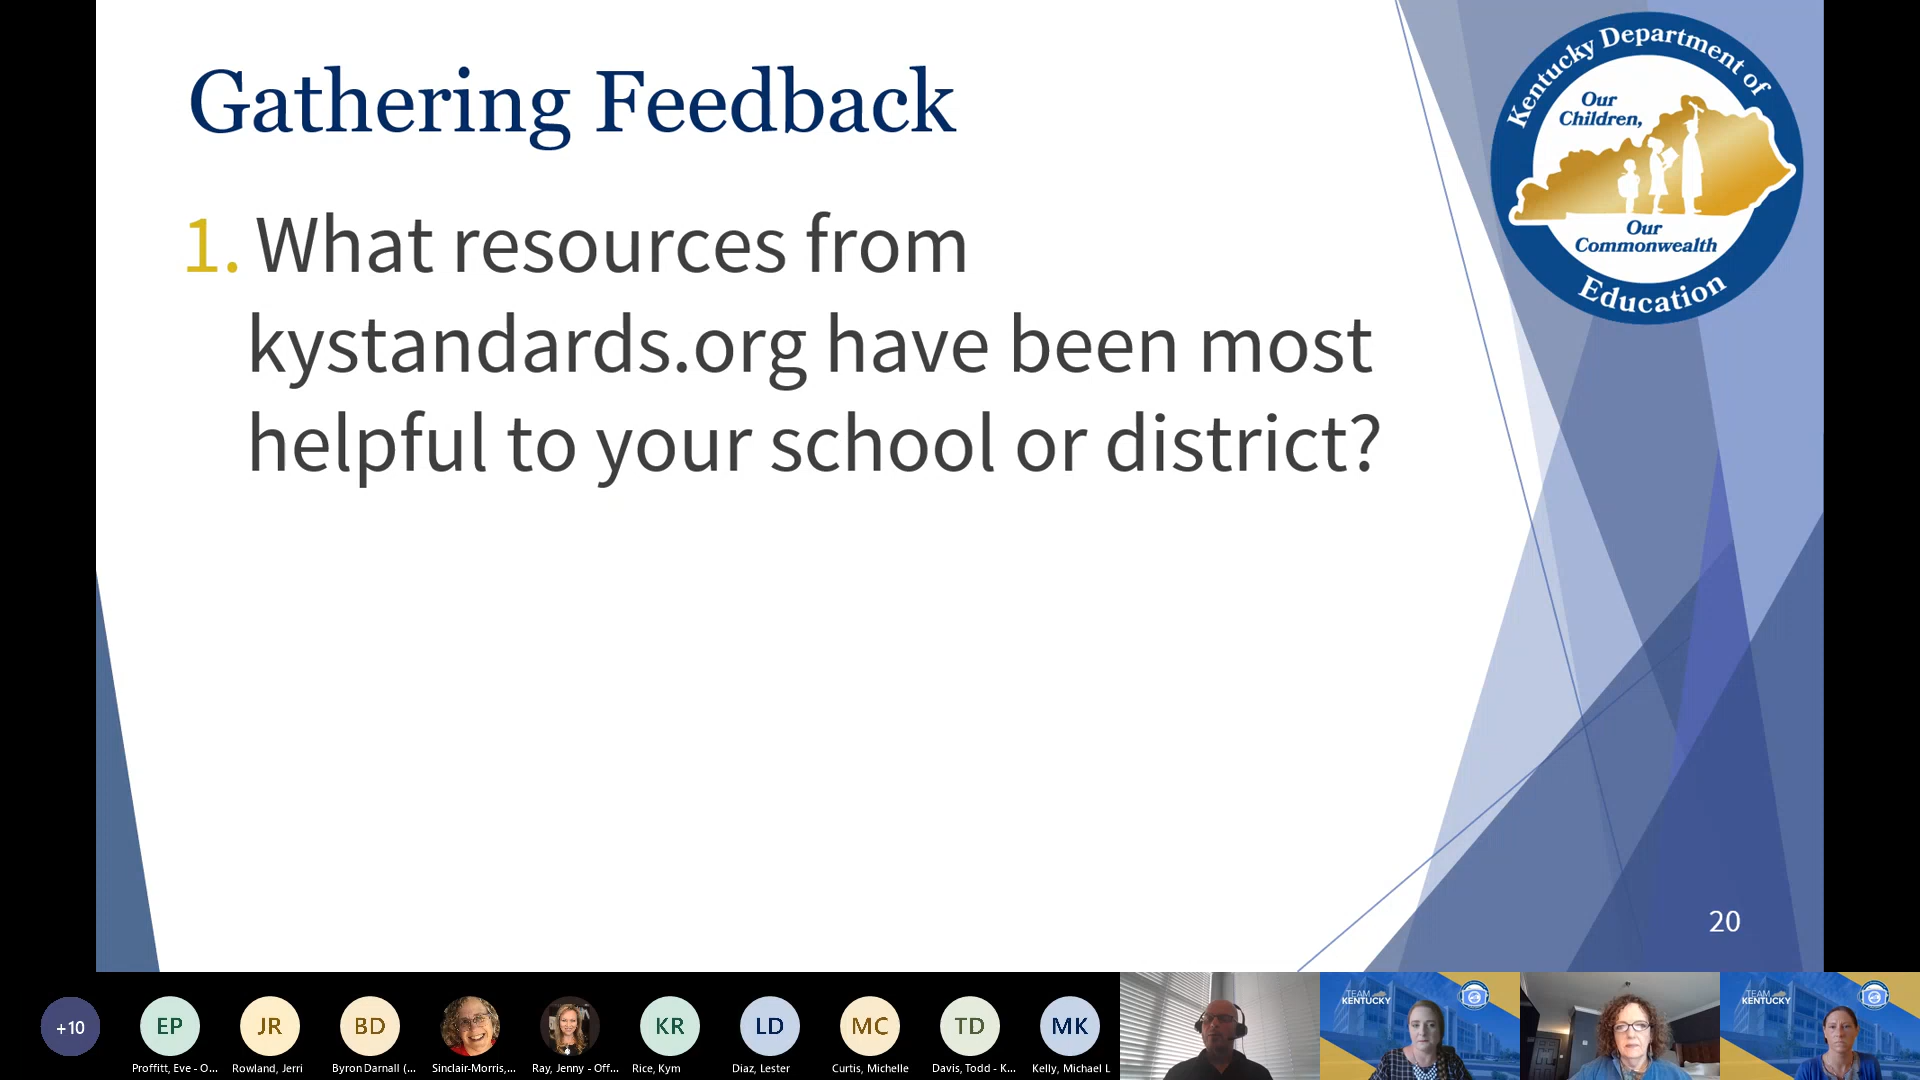 Gathering Feedback
1. What resources from
kystandards.org have been most
helpful to your school or district?
Kentucky Department of
Education
Our
Children,
Our
Commonwealth
20
+10
EP
JR
BD
KR
LD
MC
TD
MK
Proffitt, Eve - O...
Rowland, Jerri
Byron Darnall (...
Sinclair-Morris,...
Ray, Jenny - Off...
Rice, Kym
Diaz, Lester
Curtis, Michelle
Davis, Todd - K...
Kelly, Michael L
TEAM
KENTUCKY
TEAM
KENTUCKY